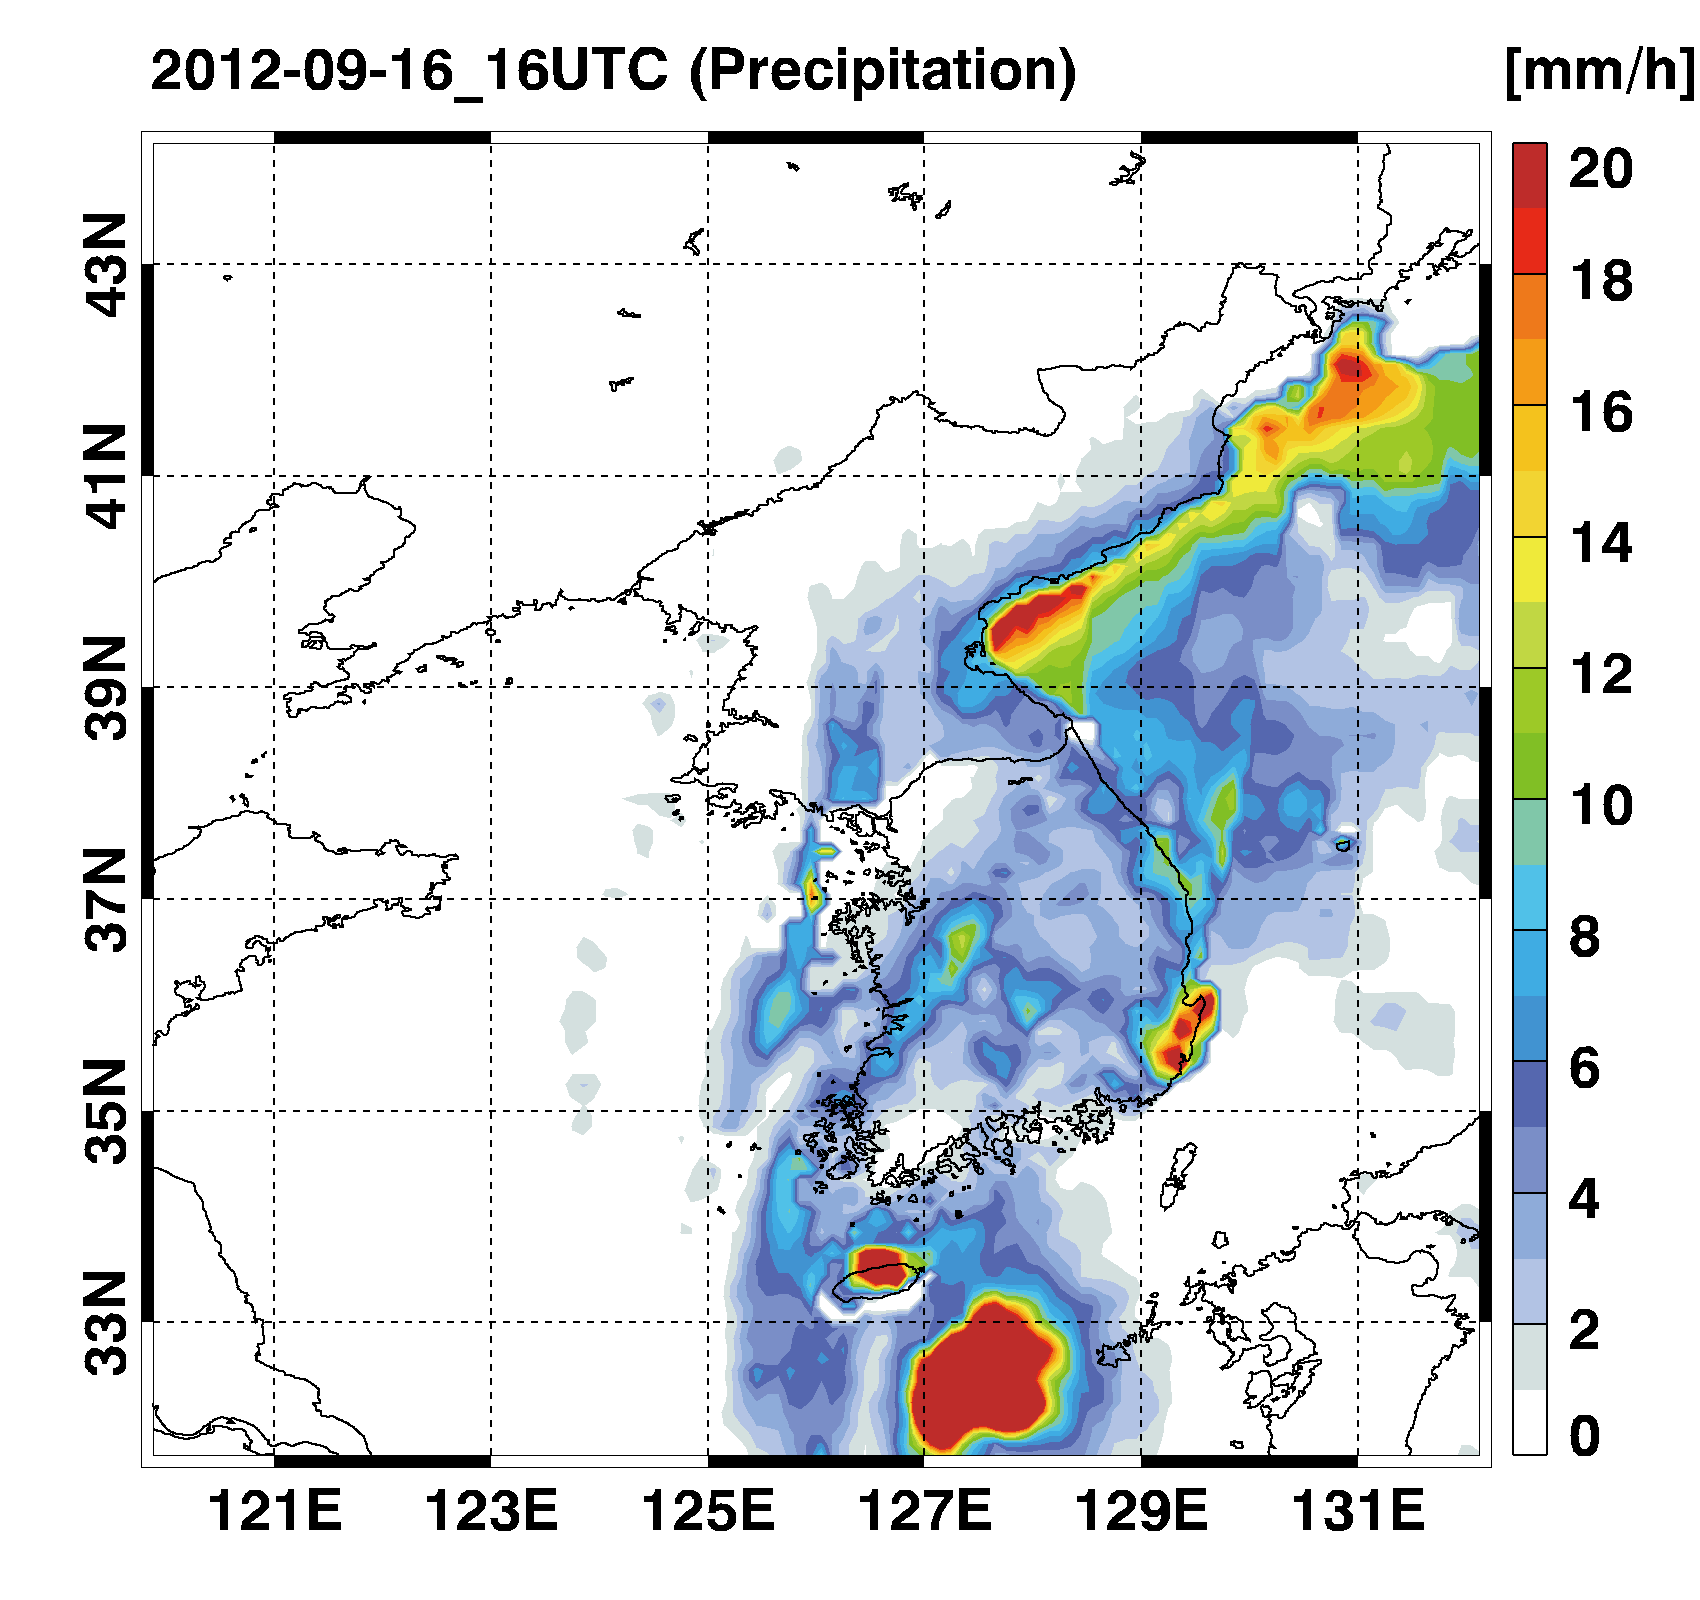 2012-09-16_16UTC (Precipitation)
[mm/h]
43N
41N
39N
37N
35N
33N
121E
123E
125E
127E
129E
131E
20
18
16
14
12
10
8
6
4
2
0